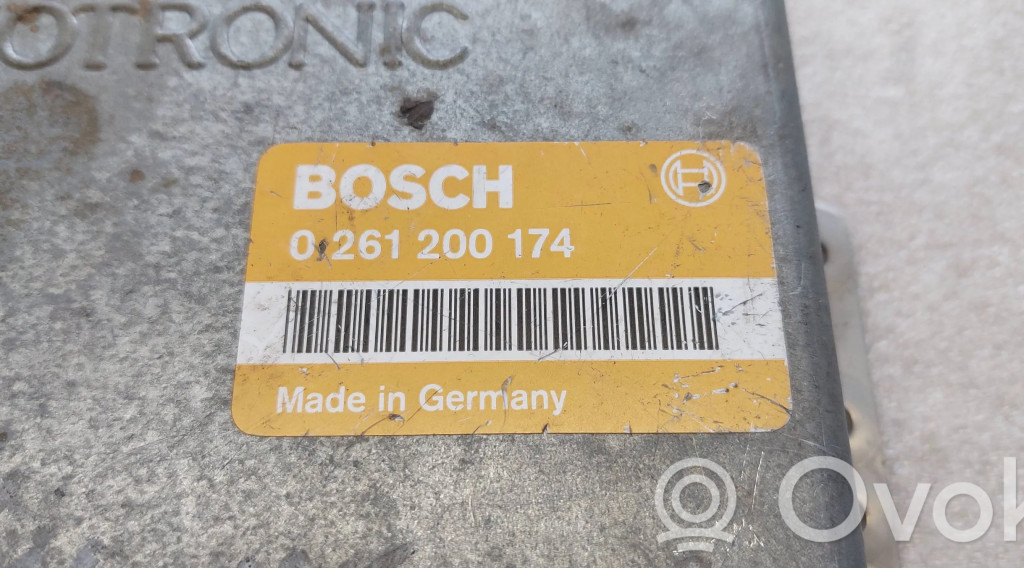 OTRONIC
BOSCH
0 261 200 174
Made in Germany
Ovok